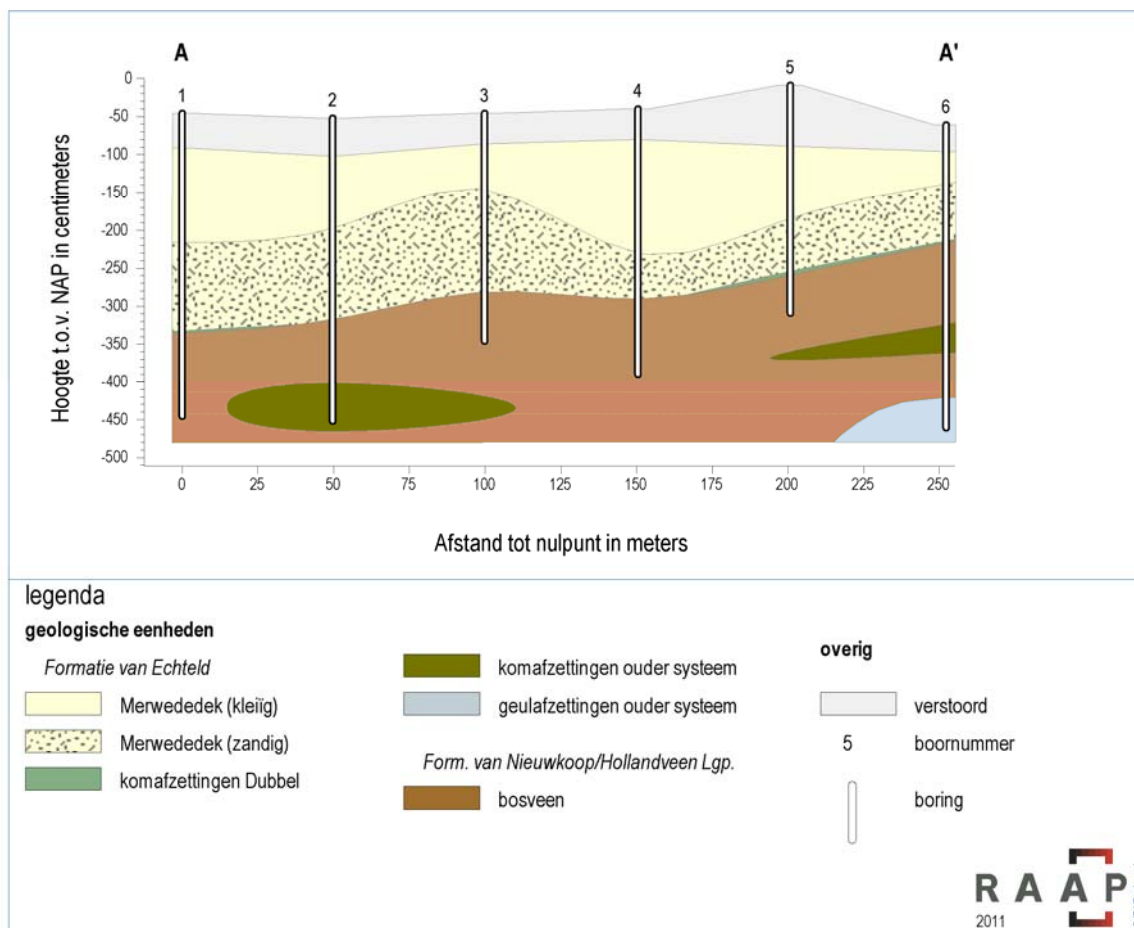 A A'
1 2 3 4 5 6
Hoogte t.o.v. NAP in centimeters
0
-50
-100
-150
-200
-250
-300
-350
-400
-450
-500
0 25 50 75 100 125 150 175 200 225 250
Afstand tot nulpunt in meters
legenda
geologische eenheden
Formatie van Echteld
Merwededek (kleiïg)
Merwededek (zandig)
komafzettingen Dubbel
komafzettingen ouder systeem
geulafzettingen ouder systeem
Form. van Nieuwkoop/Hollandveen Lgp.
bosveen
overig
verstoord
5 boornummer
boring
RAAP
2011